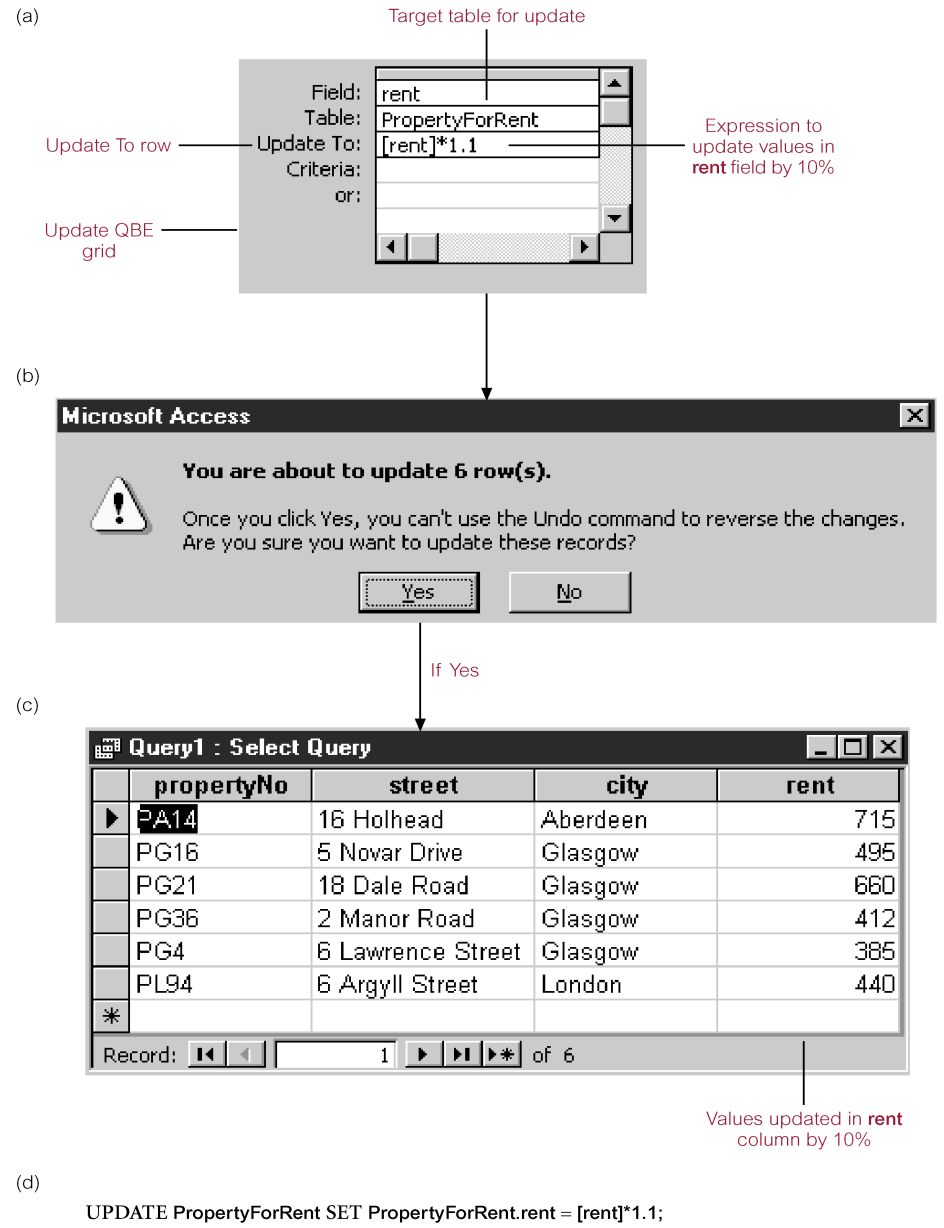 (a)
Target table for update
Field: rent
Table: PropertyForRent
Update To row
Update To: [rent]*1.1
Expression to
update values in
rent field by 10%
Criteria:
or:
Update QBE
grid
(b)
Microsoft Access
You are about to update 6 row(s).
Once you click Yes, you can't use the Undo command to reverse the changes.
Are you sure you want to update these records?
Yes No
If Yes
(c)
Query1 : Select Query
propertyNo street city rent
PA14 16 Holhead Aberdeen 715
PG16 5 Novar Drive Glasgow 495
PG21 18 Dale Road Glasgow 660
PG36 2 Manor Road Glasgow 412
PG4 6 Lawrence Street Glasgow 385
PL94 6 Argyll Street London 440
Record: 1 of 6
Values updated in rent
column by 10%
(d)
UPDATE PropertyForRent SET PropertyForRent.rent = [rent]*1.1;